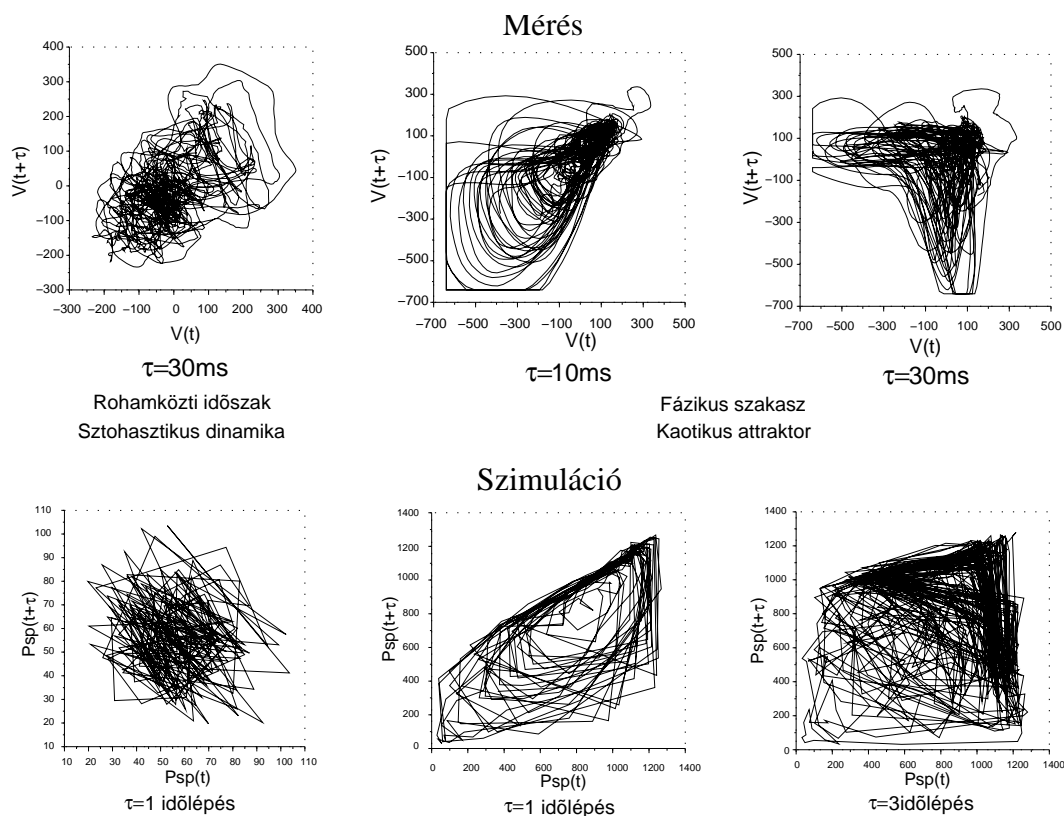 Mérés
400
300
200
100
0
−100
−200
−300
V(t+τ)
−300 −200 −100 0 100 200 300 400
V(t)
τ=30ms
500
300
100
−100
−300
−500
−700
V(t+τ)
−700 −500 −300 −100 100 300 500
V(t)
τ=10ms
500
300
100
−100
−300
−500
−700
V(t+τ)
−700 −500 −300 −100 100 300 500
V(t)
τ=30ms
Rohamközti idõszak
Sztohasztikus dinamika
Fázikus szakasz
Kaotikus attraktor
Szimuláció
110
100
90
80
70
60
50
40
30
20
10
Psp(t+τ)
10 20 30 40 50 60 70 80 90 100 110
Psp(t)
τ=1 idõlépés
1400
1200
1000
800
600
400
200
0
Psp(t+τ)
0 200 400 600 800 1000 1200 1400
Psp(t)
τ=1 idõlépés
1400
1200
1000
800
600
400
200
0
Psp(t+τ)
0 200 400 600 800 1000 1200 1400
Psp(t)
τ=3idõlépés